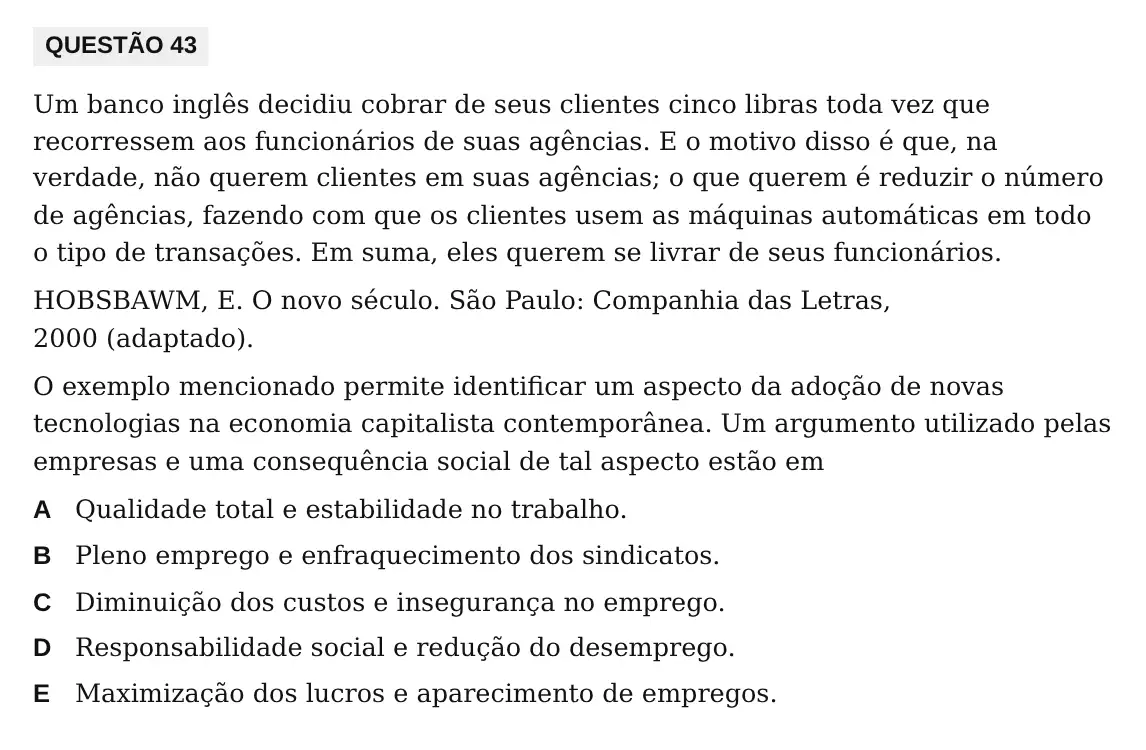 QUESTÃO 43
Um banco inglês decidiu cobrar de seus clientes cinco libras toda vez que
recorressem aos funcionários de suas agências. E o motivo disso é que, na
verdade, não querem clientes em suas agências; o que querem é reduzir o número
de agências, fazendo com que os clientes usem as máquinas automáticas em todo
o tipo de transações. Em suma, eles querem se livrar de seus funcionários.
HOBSBAWM, E. O novo século. São Paulo: Companhia das Letras,
2000 (adaptado).
O exemplo mencionado permite identificar um aspecto da adoção de novas
tecnologias na economia capitalista contemporânea. Um argumento utilizado pelas
empresas e uma consequência social de tal aspecto estão em
A Qualidade total e estabilidade no trabalho.
B Pleno emprego e enfraquecimento dos sindicatos.
C Diminuição dos custos e insegurança no emprego.
D Responsabilidade social e redução do desemprego.
E Maximização dos lucros e aparecimento de empregos.